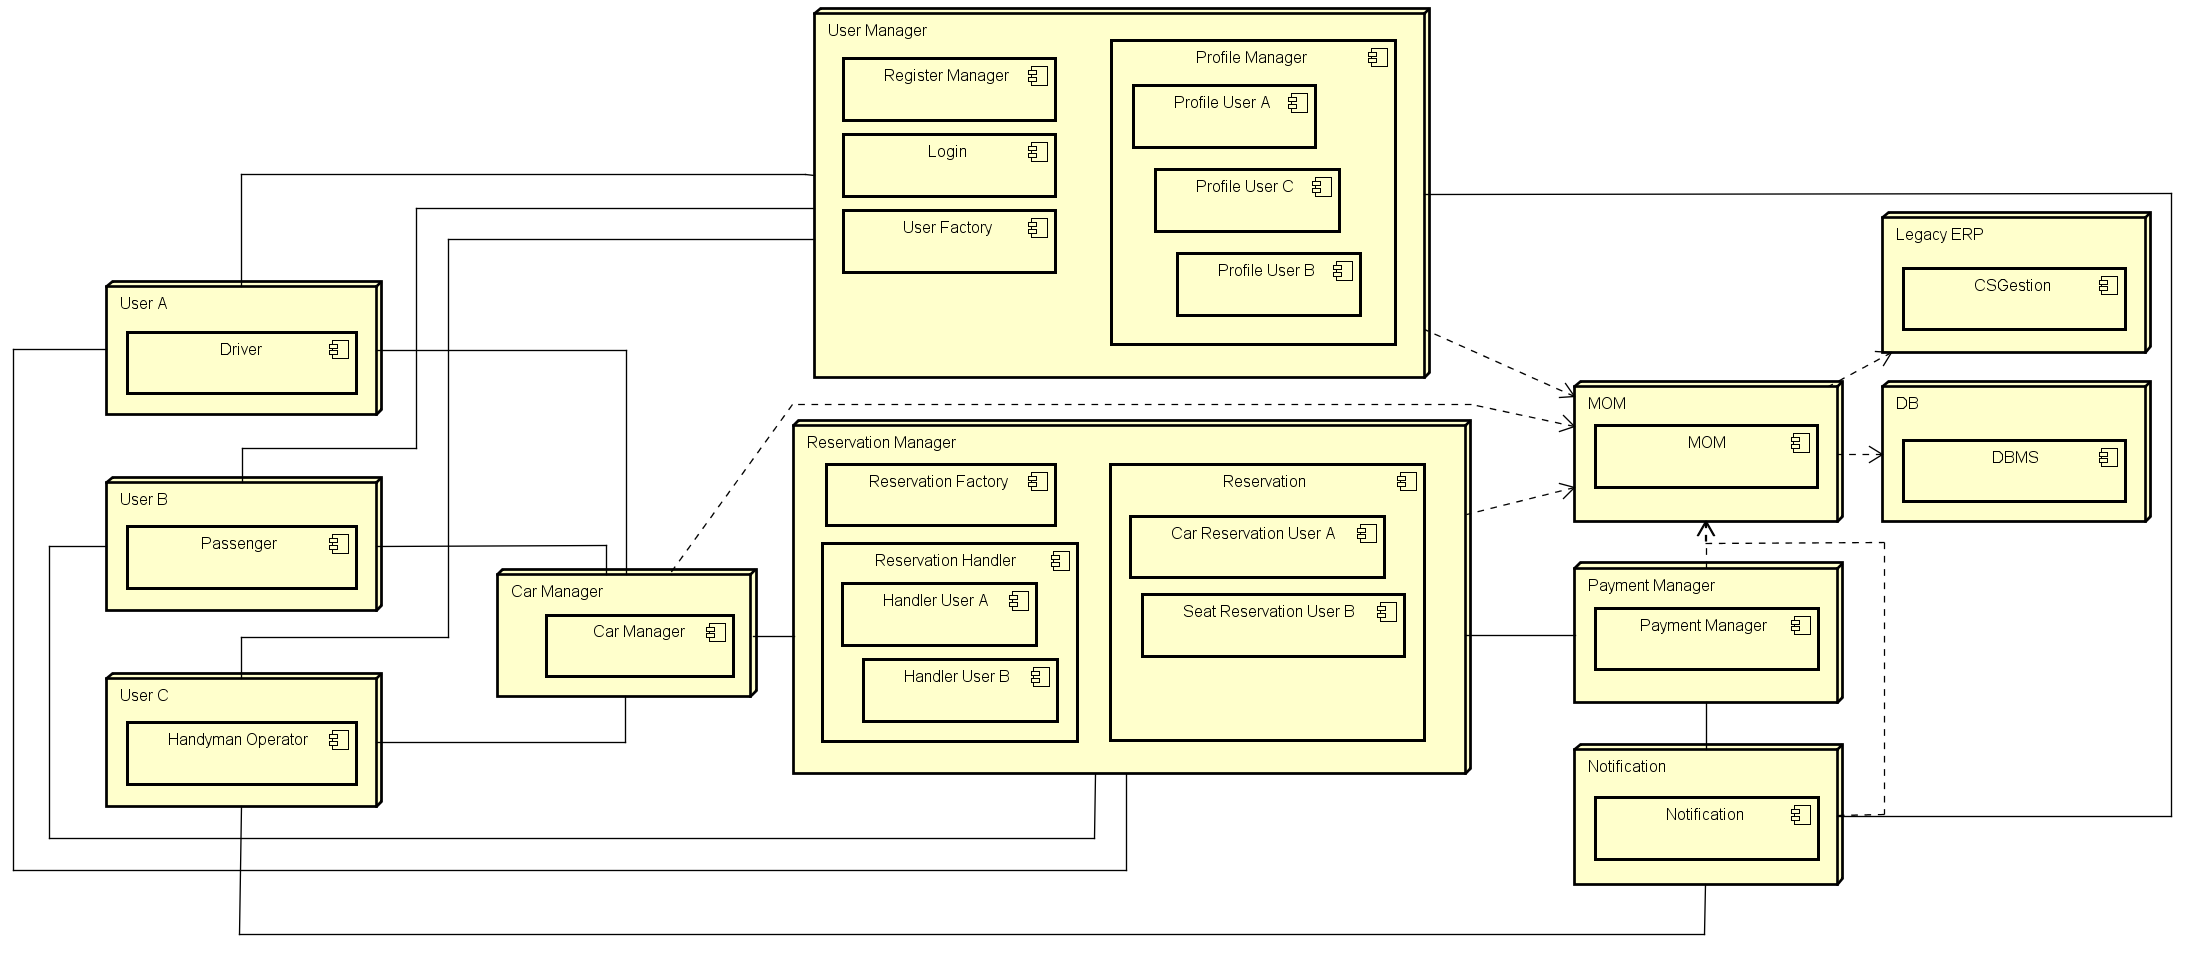 User Manager
Register Manager
Login
User Factory
Profile Manager
Profile User A
Profile User C
Profile User B
User A
Driver
User B
Passenger
User C
Handyman Operator
Car Manager
Car Manager
Reservation Manager
Reservation Factory
Reservation Handler
Handler User A
Handler User B
Reservation
Car Reservation User A
Seat Reservation User B
MOM
MOM
Legacy ERP
CSGestion
DB
DBMS
Payment Manager
Payment Manager
Notification
Notification